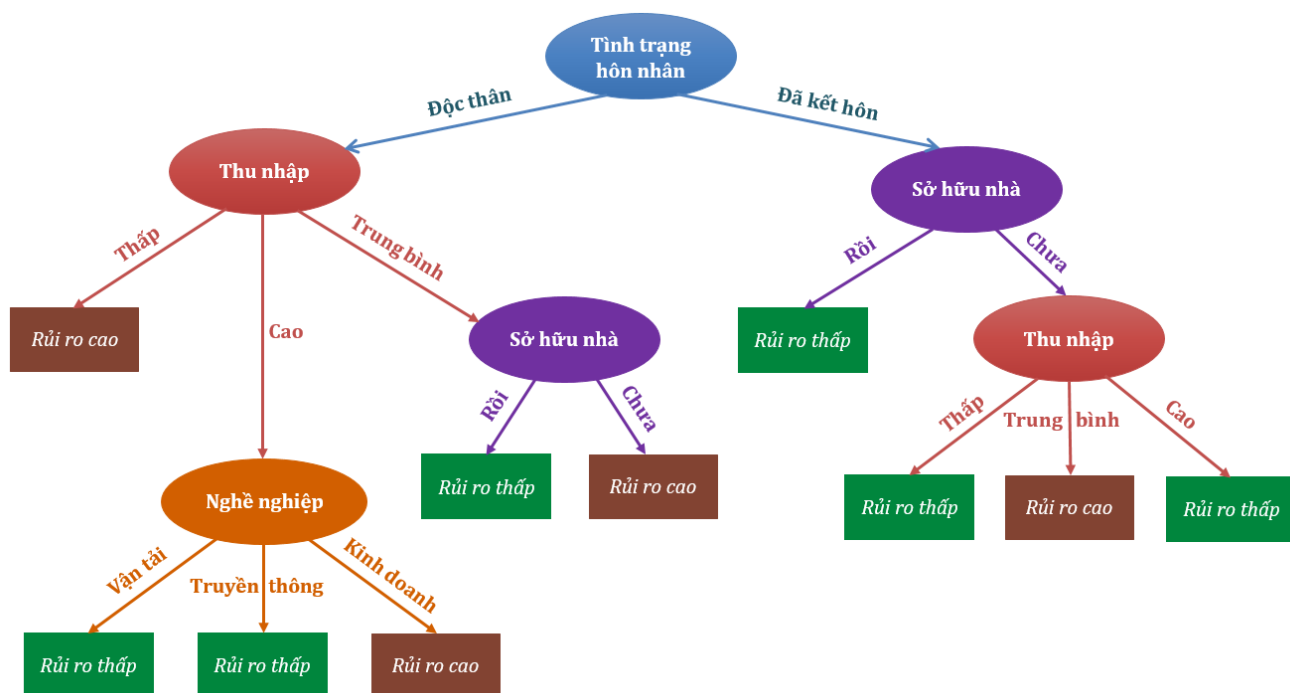 Tình trạng
hôn nhân
Độc thân
Đã kết hôn
Thu nhập
Sở hữu nhà
Thấp
Trung bình
Rồi
Chưa
Rủi ro cao
Cao
Sở hữu nhà
Rủi ro thấp
Thu nhập
Rồi
Chưa
Thấp
Trung bình
Cao
Nghề nghiệp
Rủi ro thấp
Rủi ro cao
Rủi ro thấp
Rủi ro cao
Rủi ro thấp
Vận tải
Truyền thông
Kinh doanh
Rủi ro thấp
Rủi ro thấp
Rủi ro cao